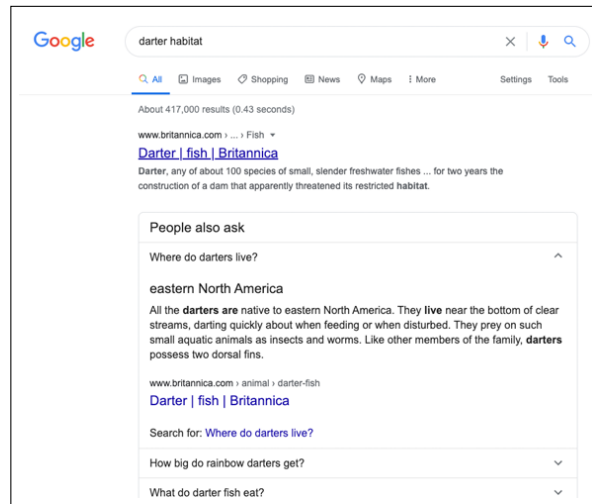 Google
darter habitat
All Images Shopping News Maps More Settings Tools
About 417,000 results (0.43 seconds)
www.britannica.com › ... › Fish
Darter | fish | Britannica
Darter, any of about 100 species of small, slender freshwater fishes ... for two years the
construction of a dam that apparently threatened its restricted habitat.
People also ask
Where do darters live?
eastern North America
All the darters are native to eastern North America. They live near the bottom of clear
streams, darting quickly about when feeding or when disturbed. They prey on such
small aquatic animals as insects and worms. Like other members of the family, darters
possess two dorsal fins.
www.britannica.com › animal › darter-fish
Darter | fish | Britannica
Search for: Where do darters live?
How big do rainbow darters get?
What do darter fish eat?